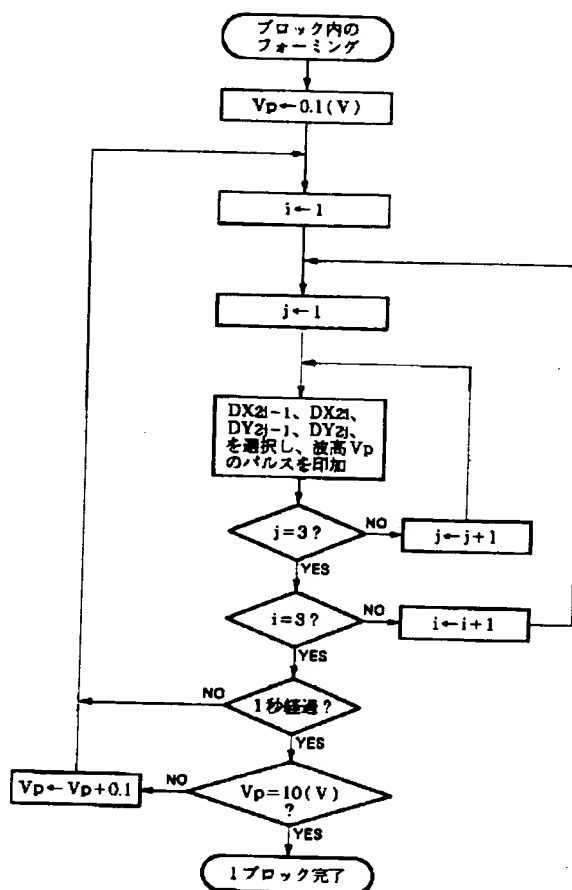 ブロック内の
フォーミング
Vp←0.1(V)
i←1
j←1
DX2i−1、DX2i、
DY2j−1、DY2j、
を選択し、波高Vp
のパルスを印加
j=3?
NO
j←j+1
YES
i=3?
NO
i←i+1
YES
NO
1秒経過?
YES
Vp←Vp+0.1
NO
Vp=10(V)
?
YES
1ブロック完了